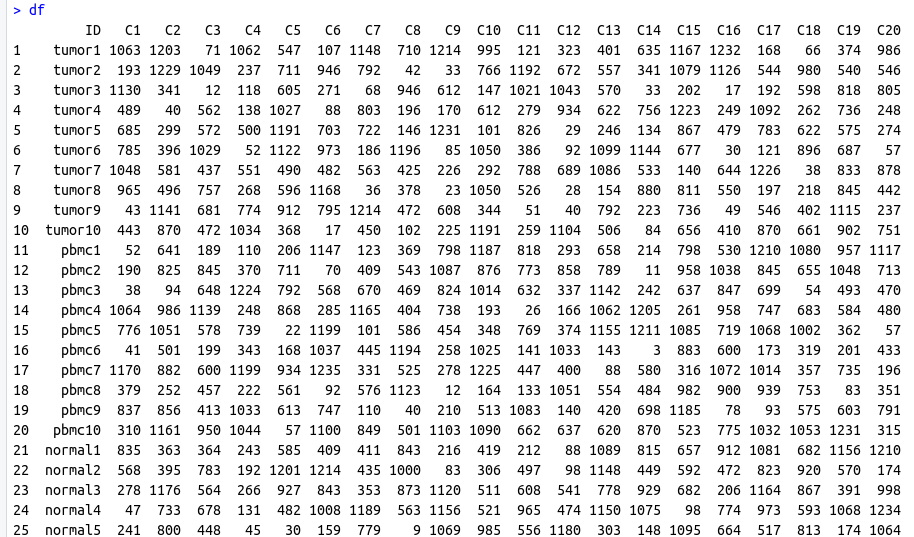 > df
ID C1 C2 C3 C4 C5 C6 C7 C8 C9 C10 C11 C12 C13 C14 C15 C16 C17 C18 C19 C20
1 tumor1 1063 1203 71 1062 547 107 1148 710 1214 995 121 323 401 635 1167 1232 168 66 374 986
2 tumor2 193 1229 1049 237 711 946 792 42 33 766 1192 672 557 341 1079 1126 544 980 540 546
3 tumor3 1130 341 12 118 605 271 68 946 612 147 1021 1043 570 33 202 17 192 598 818 805
4 tumor4 489 40 562 138 1027 88 803 196 170 612 279 934 622 756 1223 249 1092 262 736 248
5 tumor5 685 299 572 500 1191 703 722 146 1231 101 826 29 246 134 867 479 783 622 575 274
6 tumor6 785 396 1029 52 1122 973 186 1196 85 1050 386 92 1099 1144 677 30 121 896 687 57
7 tumor7 1048 581 437 551 490 482 563 425 226 292 788 689 1086 533 140 644 1226 38 833 878
8 tumor8 965 496 757 268 596 1168 36 378 23 1050 526 28 154 880 811 550 197 218 845 442
9 tumor9 43 1141 681 774 912 795 1214 472 608 344 51 40 792 223 736 49 546 402 1115 237
10 tumor10 443 870 472 1034 368 17 450 102 225 1191 259 1104 506 84 656 410 870 661 902 751
11 pbmc1 52 641 189 110 206 1147 123 369 798 1187 818 293 658 214 798 530 1210 1080 957 1117
12 pbmc2 190 825 845 370 711 70 409 543 1087 876 773 858 789 11 958 1038 845 655 1048 713
13 pbmc3 38 94 648 1224 792 568 670 469 824 1014 632 337 1142 242 637 847 699 54 493 470
14 pbmc4 1064 986 1139 248 868 285 1165 404 738 193 26 166 1062 1205 261 958 747 683 584 480
15 pbmc5 776 1051 578 739 22 1199 101 586 454 348 769 374 1155 1211 1085 719 1068 1002 362 57
16 pbmc6 41 501 199 343 168 1037 445 1194 258 1025 141 1033 143 3 883 600 173 319 201 433
17 pbmc7 1170 882 600 1199 934 1235 331 525 278 1225 447 400 88 580 316 1072 1014 357 735 196
18 pbmc8 379 252 457 222 561 92 576 1123 12 164 133 1051 554 484 982 900 939 753 83 351
19 pbmc9 837 856 413 1033 613 747 110 40 210 513 1083 140 420 698 1185 78 93 575 603 791
20 pbmc10 310 1161 950 1044 57 1100 849 501 1103 1090 662 637 620 870 523 775 1032 1053 1231 315
21 normal1 835 363 364 243 585 409 411 843 216 419 212 88 1089 815 657 912 1081 682 1156 1210
22 normal2 568 395 783 192 1201 1214 435 1000 83 306 497 98 1148 449 592 472 823 920 570 174
23 normal3 278 1176 564 266 927 843 353 873 1120 511 608 541 778 929 682 206 1164 867 391 998
24 normal4 47 733 678 131 482 1008 1189 563 1156 521 965 474 1150 1075 98 774 973 593 1068 1234
25 normal5 241 800 448 45 30 159 779 9 1069 985 556 1180 303 148 1095 664 517 813 174 1064